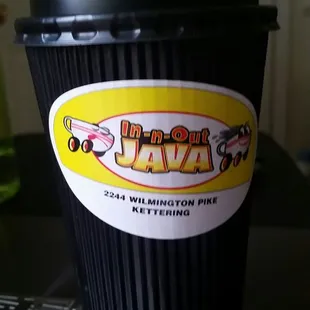 In-n-Out
JAVA
2244 WILMINGTON PIKE
KETTERING